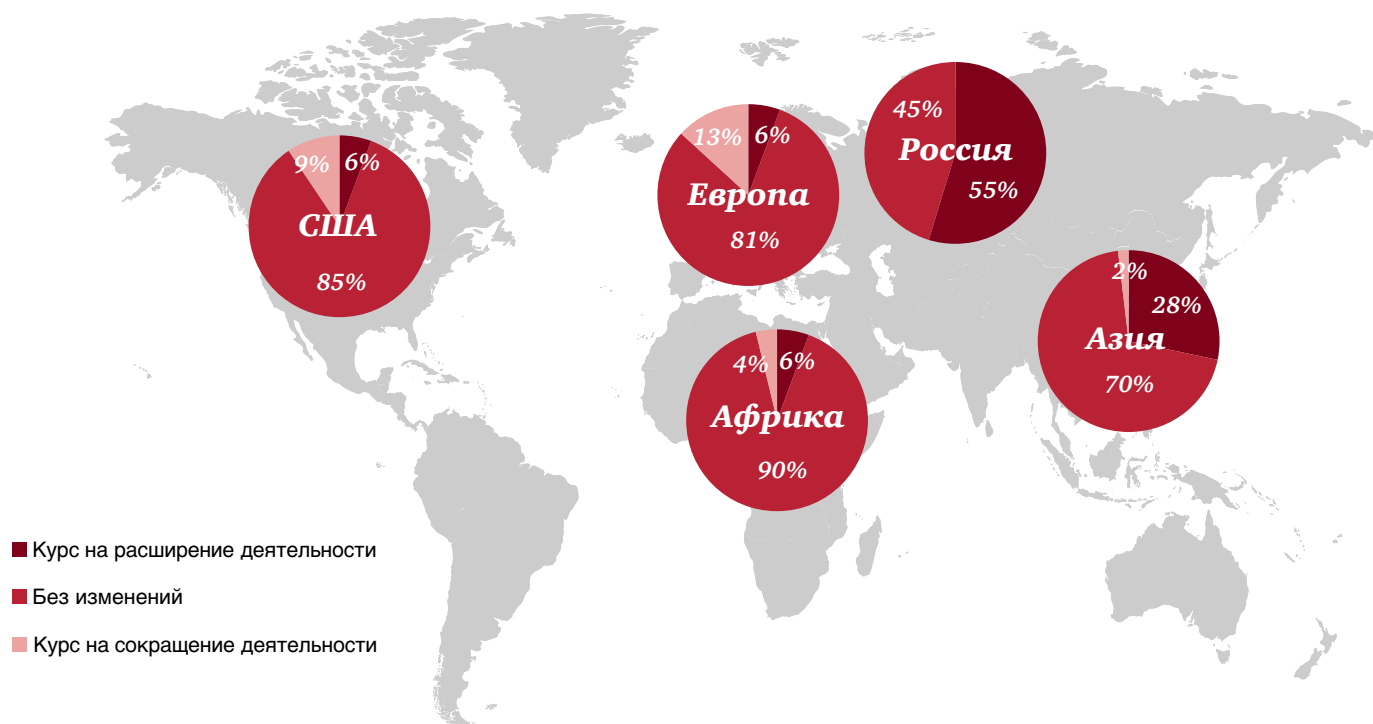 США
9%
6%
85%
Европа
13%
6%
81%
Россия
45%
55%
Азия
2%
28%
70%
Африка
4%
6%
90%
Курс на расширение деятельности
Без изменений
Курс на сокращение деятельности